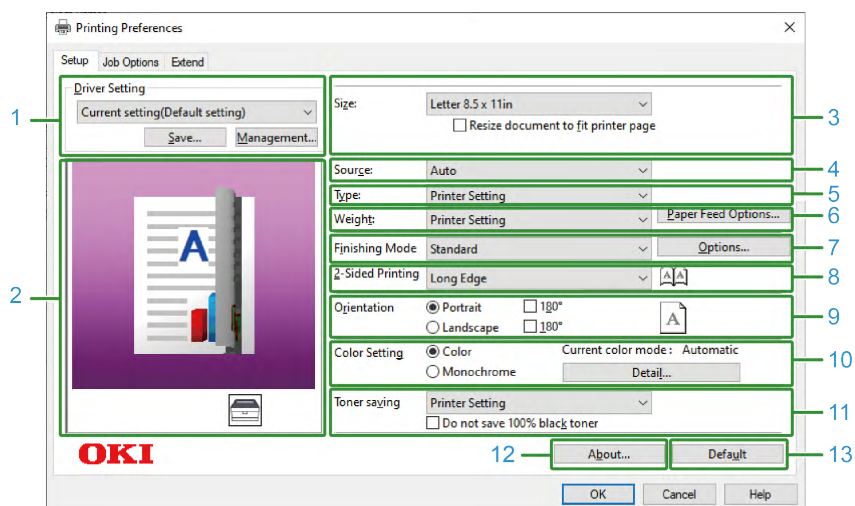 Printing Preferences
Setup Job Options Extend
Driver Setting
Current setting(Default setting)
Save... Management...
1
2
A
OKI
Size: Letter 8.5 x 11in
Resize document to fit printer page
3
Source: Auto
4
Type: Printer Setting
5
Weight: Printer Setting Paper Feed Options...
6
Finishing Mode Standard Options...
7
2-Sided Printing Long Edge A A
8
Orientation Portrait 180°
Landscape 180°
A
9
Color Setting Color Current color mode : Automatic
Monochrome Detail...
10
Toner saving Printer Setting
Do not save 100% black toner
11
12 About... Default 13
OK Cancel Help